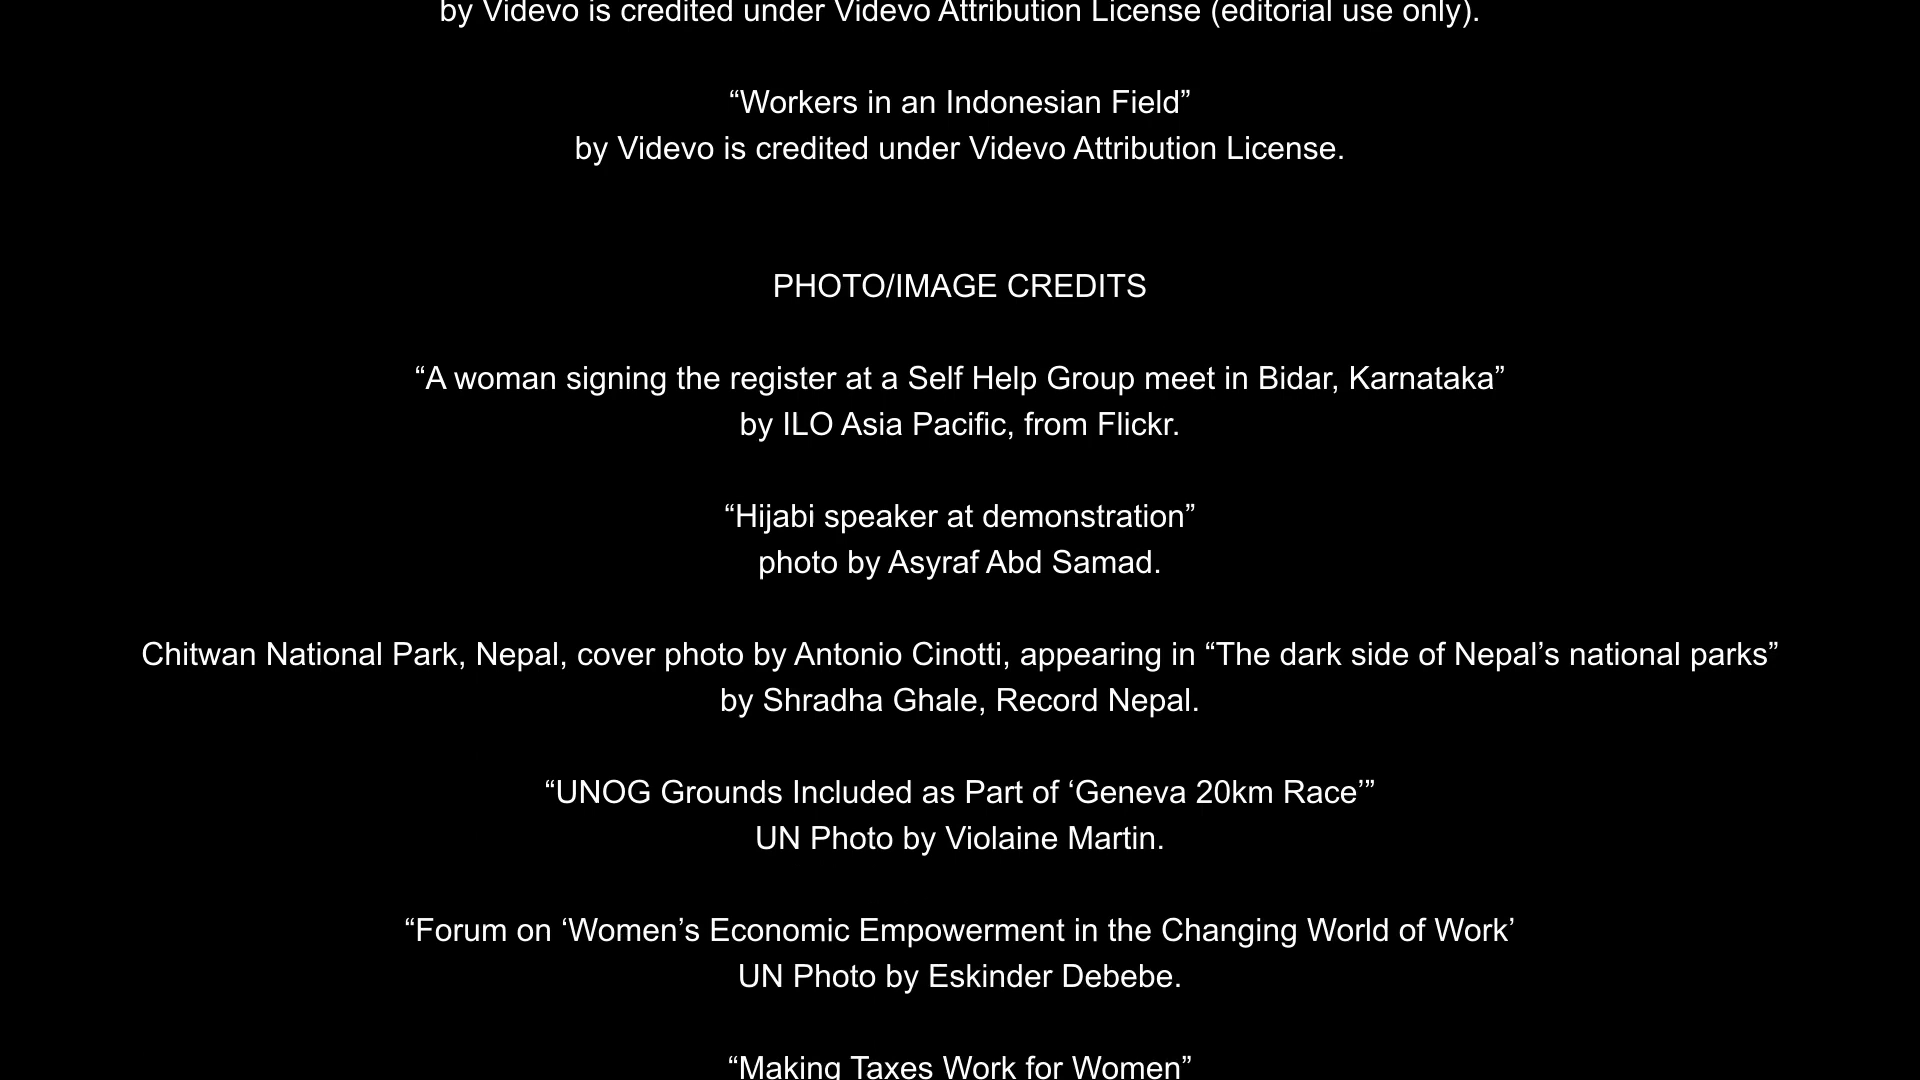 by Videvo is credited under Videvo Attribution License (editorial use only).
“Workers in an Indonesian Field”
by Videvo is credited under Videvo Attribution License.
PHOTO/IMAGE CREDITS
“A woman signing the register at a Self Help Group meet in Bidar, Karnataka”
by ILO Asia Pacific, from Flickr.
“Hijabi speaker at demonstration”
photo by Asyraf Abd Samad.
Chitwan National Park, Nepal, cover photo by Antonio Cinotti, appearing in “The dark side of Nepal’s national parks”
by Shradha Ghale, Record Nepal.
“UNOG Grounds Included as Part of ‘Geneva 20km Race’”
UN Photo by Violaine Martin.
“Forum on ‘Women’s Economic Empowerment in the Changing World of Work’
UN Photo by Eskinder Debebe.
“Making Taxes Work for Women”